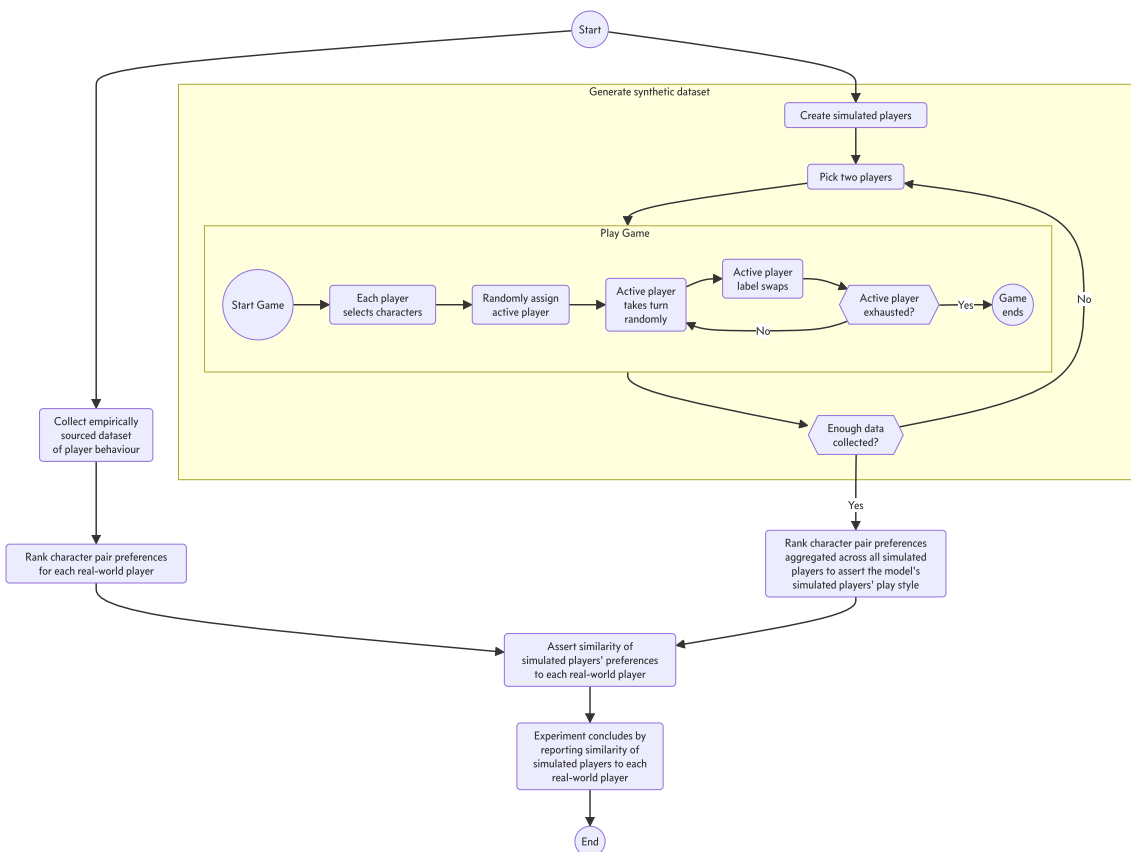 Start
Generate synthetic dataset
Create simulated players
Pick two players
Play Game
Start Game
Each player
selects characters
Randomly assign
active player
Active player
takes turn
randomly
Active player
label swaps
Active player
exhausted?
Yes
Game
ends
No
No
Collect empirically
sourced dataset
of player behaviour
Enough data
collected?
Yes
Rank character pair preferences
for each real-world player
Rank character pair preferences
aggregated across all simulated
players to assert the model's
simulated players' play style
Assert similarity of
simulated players' preferences
to each real-world player
Experiment concludes by
reporting similarity of
simulated players to each
real-world player
End